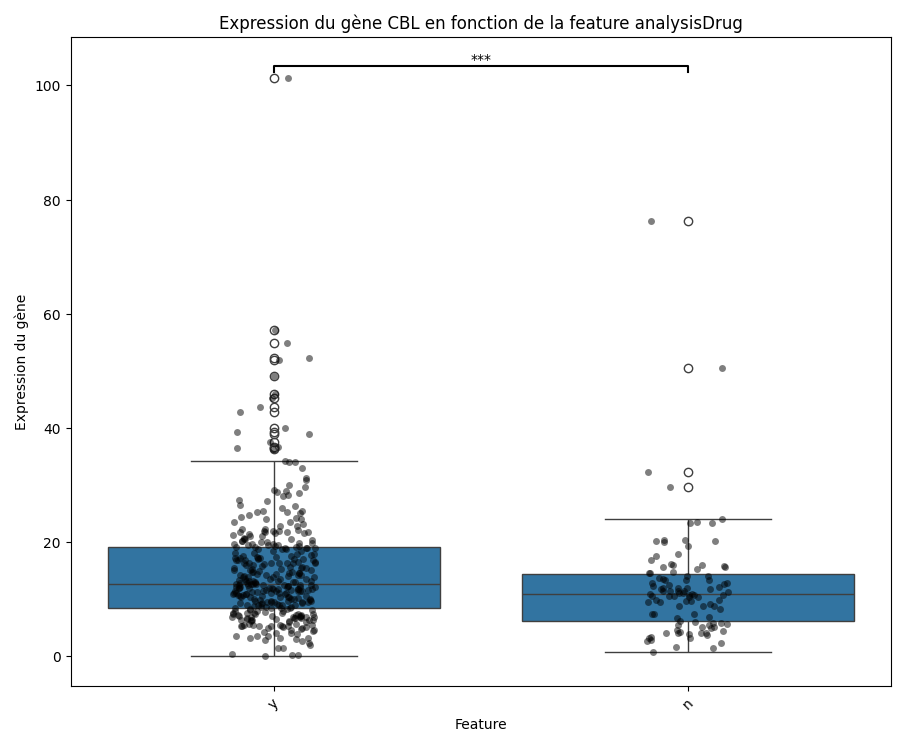 Expression du gène CBL en fonction de la feature analysisDrug
***
100
80
60
40
20
0
Expression du gène
y
n
Feature